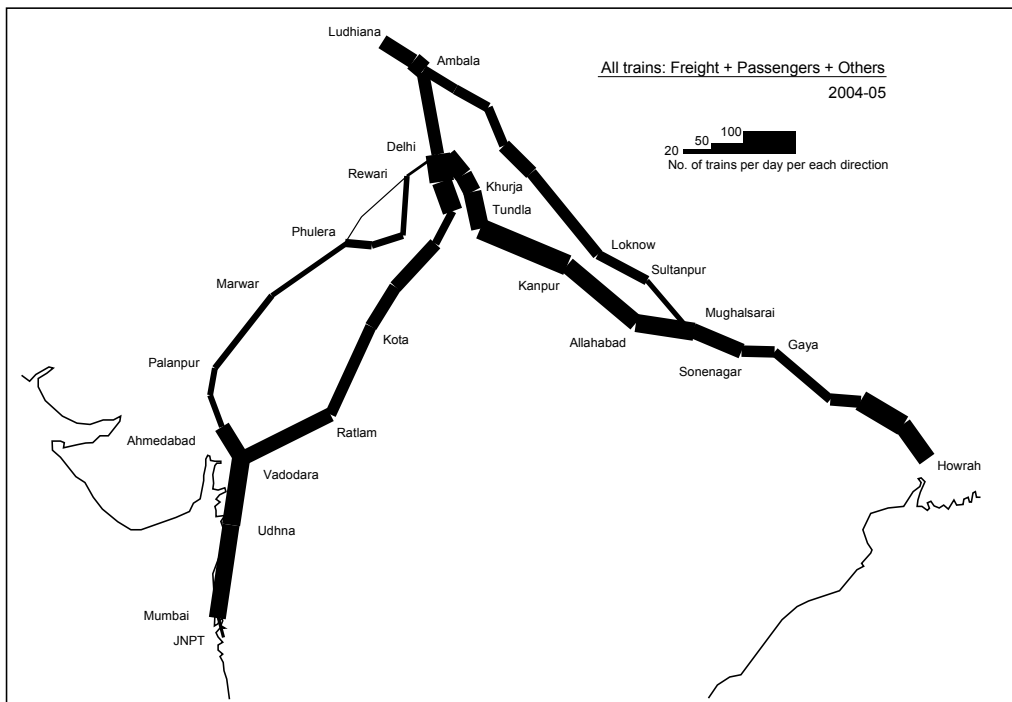 Ludhiana
Ambala
All trains: Freight + Passengers + Others
2004-05
100
50
20
No. of trains per day per each direction
Delhi
Rewari
Khurja
Tundla
Phulera
Loknow
Sultanpur
Marwar
Kanpur
Mughalsarai
Allahabad
Kota
Gaya
Palanpur
Sonenagar
Ratlam
Ahmedabad
Howrah
Vadodara
Udhna
Mumbai
JNPT